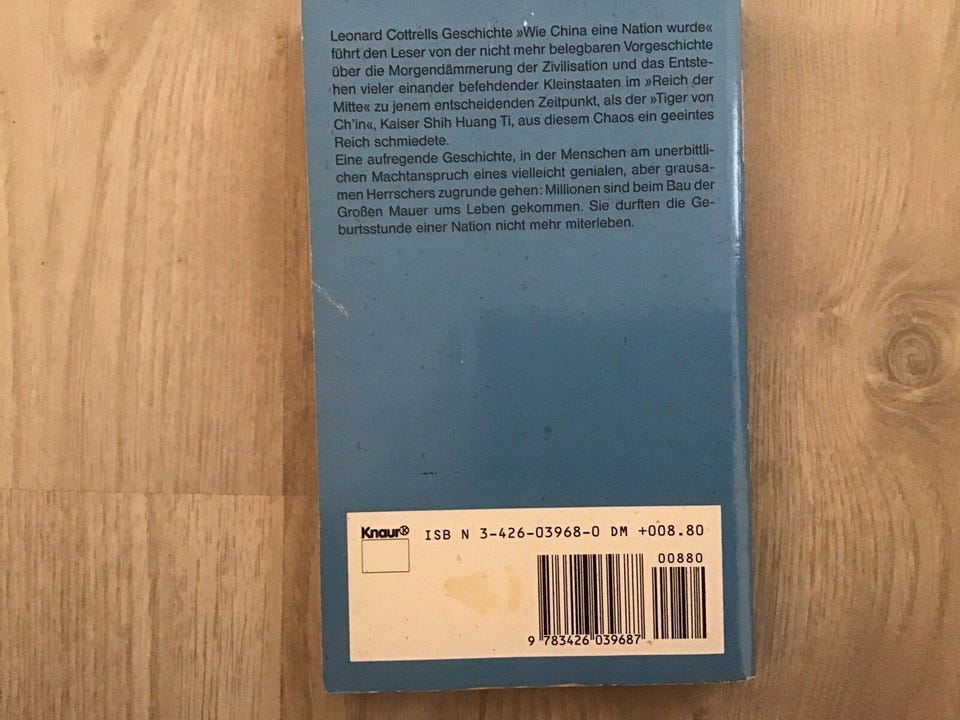 Leonard Cottrells Geschichte »Wie China eine Nation wurde«
führt den Leser von der nicht mehr belegbaren Vorgeschichte
über die Morgendämmerung der Zivilisation und das Entste-
hen vieler einander befehdender Kleinstaaten im »Reich der
Mitte« zu jenem entscheidenden Zeitpunkt, als der »Tiger von
Ch'in«, Kaiser Shih Huang Ti, aus diesem Chaos ein geeintes
Reich schmiedete.
Eine aufregende Geschichte, in der Menschen am unerbittli-
chen Machtanspruch eines vielleicht genialen, aber grausa-
men Herrschers zugrunde gehen: Millionen sind beim Bau der
Großen Mauer ums Leben gekommen. Sie durften die Ge-
burtsstunde einer Nation nicht mehr miterleben.
Knaur® ISB N 3-426-03968-0 DM +008.80
00880
9 783426 039687